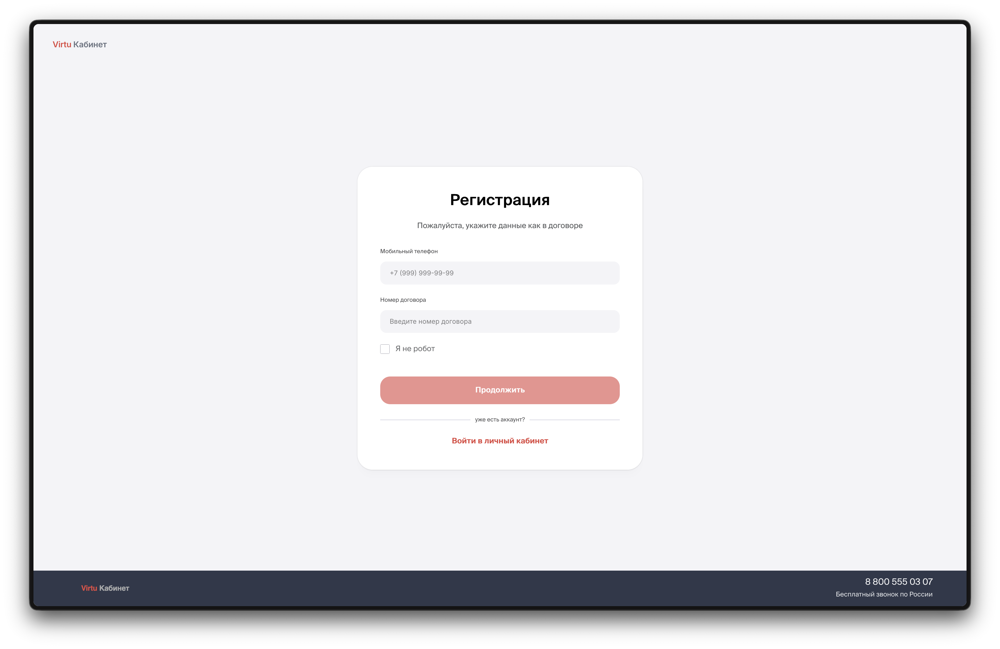 Virtu Кабинет
Регистрация
Пожалуйста, укажите данные как в договоре
Мобильный телефон
+7 (999) 999-99-99
Номер договора
Введите номер договора
Я не робот
Продолжить
уже есть аккаунт?
Войти в личный кабинет
Virtu Кабинет
8 800 555 03 07
Бесплатный звонок по России